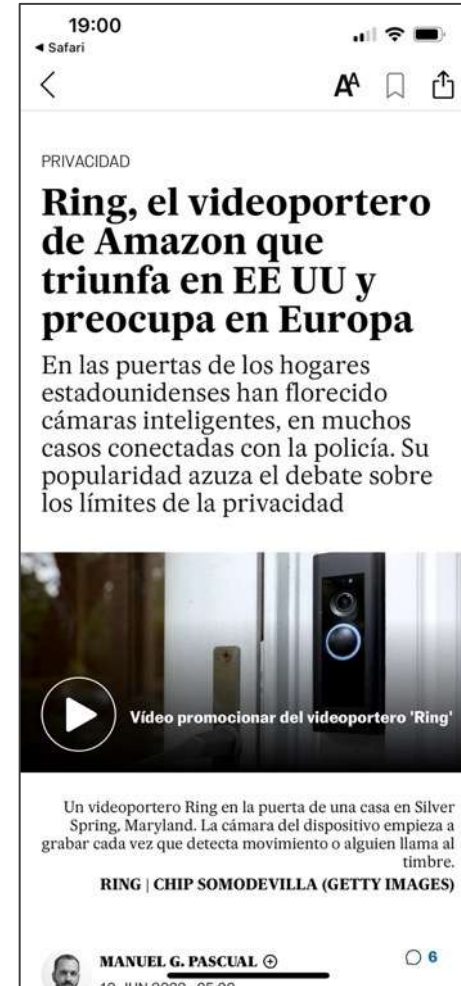 19:00
◀ Safari
AA
PRIVACIDAD
Ring, el videoportero
de Amazon que
triunfa en EE UU y
preocupa en Europa
En las puertas de los hogares
estadounidenses han florecido
cámaras inteligentes, en muchos
casos conectadas con la policía. Su
popularidad azuza el debate sobre
los límites de la privacidad
Vídeo promocionar del videoportero 'Ring'
Un videoportero Ring en la puerta de una casa en Silver
Spring, Maryland. La cámara del dispositivo empieza a
grabar cada vez que detecta movimiento o alguien llama al
timbre.
RING | CHIP SOMODEVILLA (GETTY IMAGES)
MANUEL G. PASCUAL
6